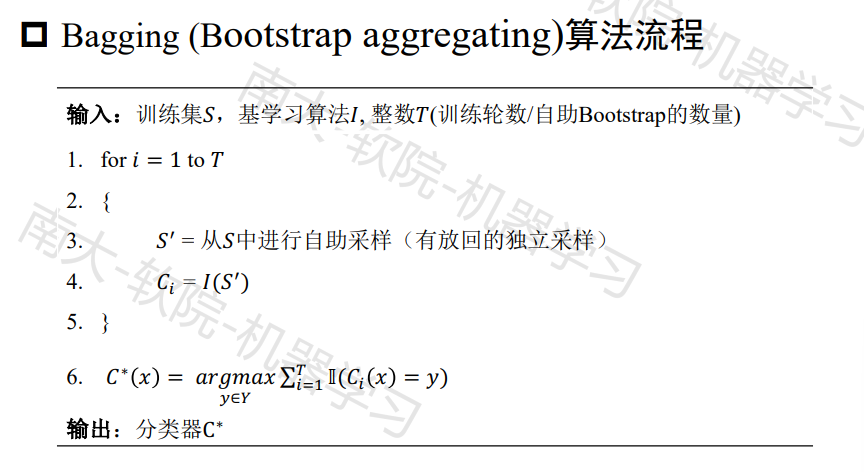 Bagging (Bootstrap aggregating)算法流程
输入：训练集S，基学习算法I, 整数T(训练轮数/自助Bootstrap的数量)
1. for i = 1 to T
2. {
3. S′ = 从S中进行自助采样（有放回的独立采样）
4. C_i = I(S′)
5. }
6. C*(x) = argmax_{y∈Y} ∑_{i=1}^{T} 𝕀(C_i(x) = y)
输出：分类器C*
南大-软院-机器学习
南大-软院-机器学习
南大-软院-机器学习